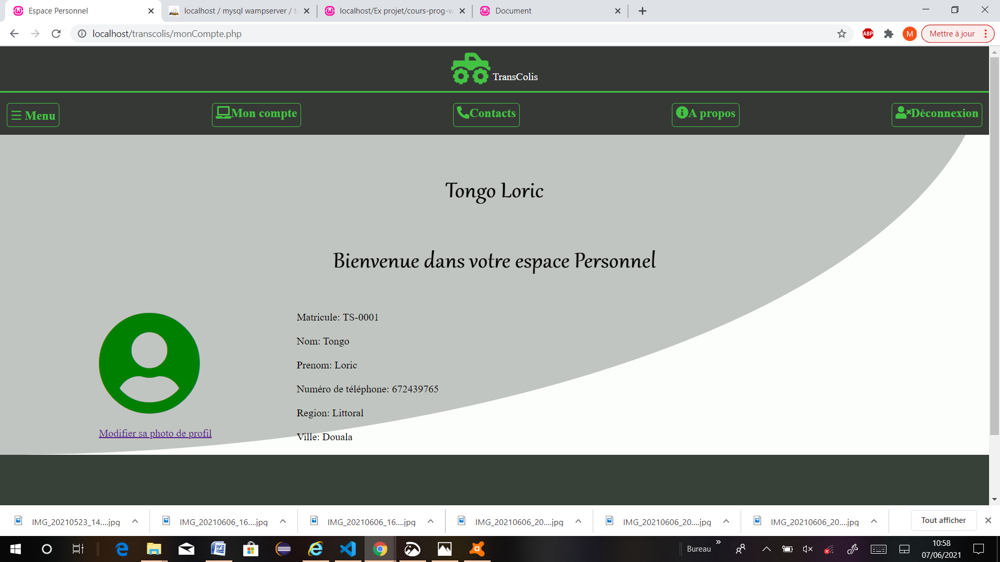 Espace Personnel
localhost / mysql wampserver / t
localhost/Ex projet/cours-prog-w
Document
localhost/transcolis/monCompte.php
ABP
M
Mettre à jour
TransColis
☰ Menu
Mon compte
Contacts
A propos
Déconnexion
Tongo Loric
Bienvenue dans votre espace Personnel
Matricule: TS-0001
Nom: Tongo
Prenom: Loric
Numéro de téléphone: 672439765
Region: Littoral
Ville: Douala
Modifier sa photo de profil
IMG_20210523_14....jpg
IMG_20210606_16....jpg
IMG_20210606_16....jpg
IMG_20210606_20....jpg
IMG_20210606_20....jpg
IMG_20210606_20....jpg
Tout afficher
Bureau
10:58
07/06/2021